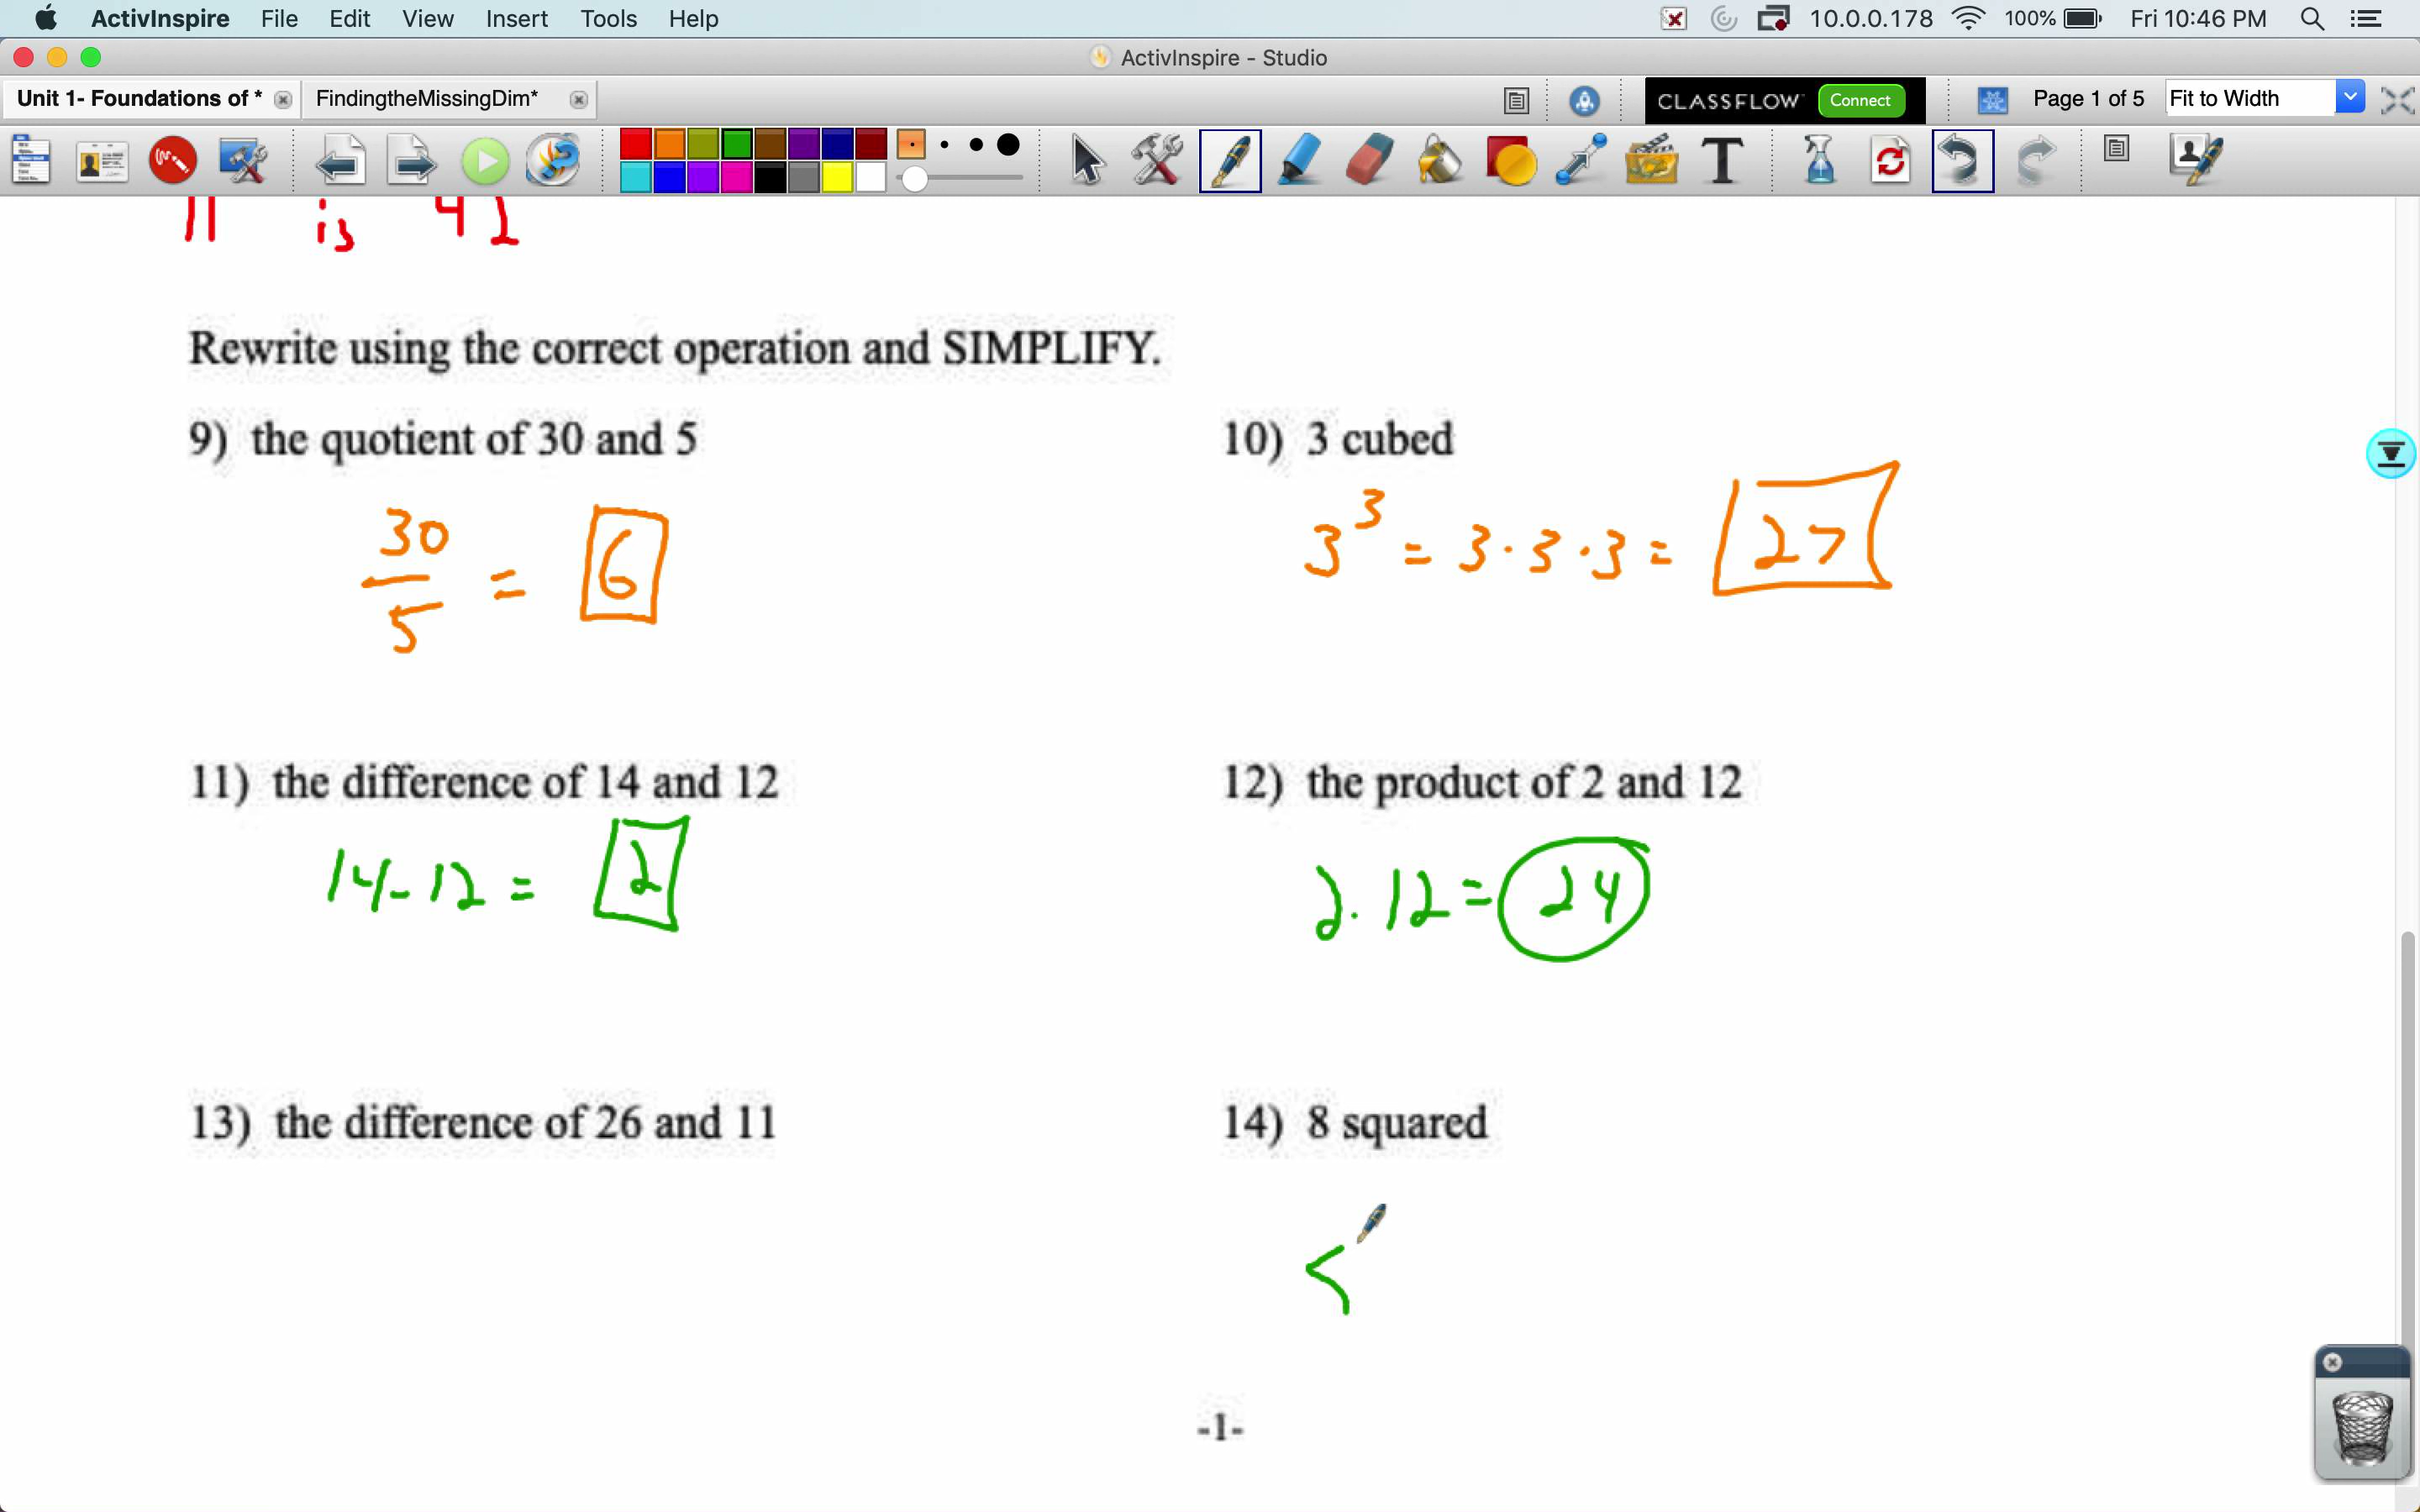 ActivInspire File Edit View Insert Tools Help 10.0.0.178 100% Fri 10:46 PM
ActivInspire - Studio
Unit 1- Foundations of * FindingtheMissingDim* CLASSFLOW Connect Page 1 of 5 Fit to Width
T
11 is 41
Rewrite using the correct operation and SIMPLIFY.
9) the quotient of 30 and 5
30/5 = 6
10) 3 cubed
3³ = 3·3·3 = 27
11) the difference of 14 and 12
14-12 = 2
12) the product of 2 and 12
2·12 = 24
13) the difference of 26 and 11
14) 8 squared
-1-